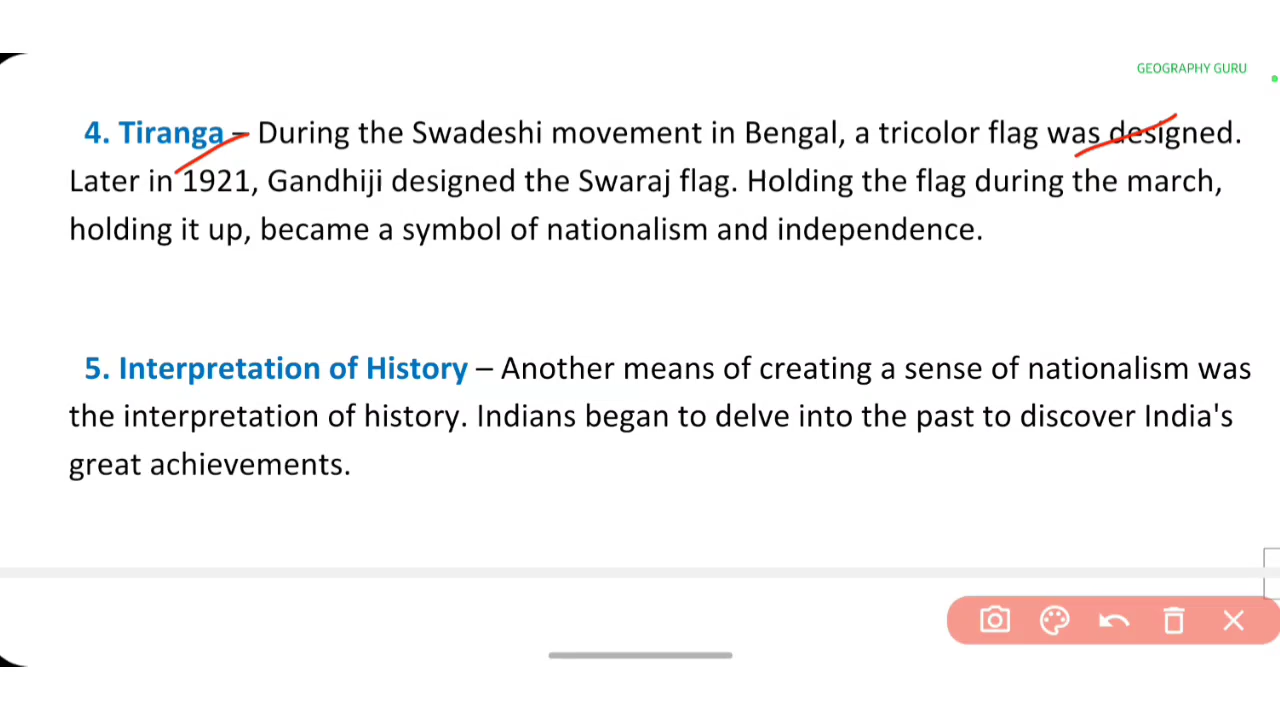 GEOGRAPHY GURU
4. Tiranga – During the Swadeshi movement in Bengal, a tricolor flag was designed.
Later in 1921, Gandhiji designed the Swaraj flag. Holding the flag during the march,
holding it up, became a symbol of nationalism and independence.
5. Interpretation of History – Another means of creating a sense of nationalism was
the interpretation of history. Indians began to delve into the past to discover India's
great achievements.